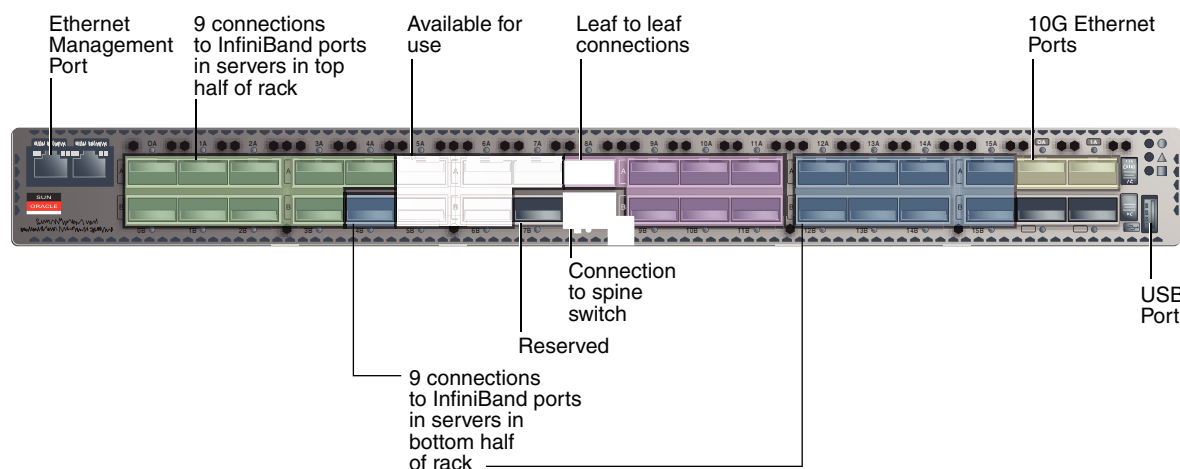 Ethernet
Management
Port
9 connections
to InfiniBand ports
in servers in top
half of rack
Available for
use
Leaf to leaf
connections
10G Ethernet
Ports
0A 1A 2A 3A 4A 5A 6A 7A 8A 9A 10A 11A 12A 13A 14A 15A 0A 1A
A A A A
SUN
ORACLE
B B B B
0B 1B 2B 3B 4B 5B 6B 7B 9B 10B 11B 12B 13B 14B 15B
Connection
to spine
switch
USB
Port
Reserved
9 connections
to InfiniBand ports
in servers in
bottom half
of rack